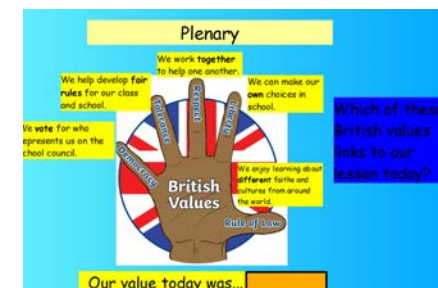 Plenary
We work together
to help one another.
We help develop fair
rules for our class
and school.
We can make our
own choices in
school.
We vote for who
epresents us on the
chool council.
Which of these
British values
links to our
lesson today?
Tolerance
Respect
Liberty
Democracy
British
Values
We enjoy learning about
different faiths and
cultures from around
the world.
Rule of Law
Our value today was...